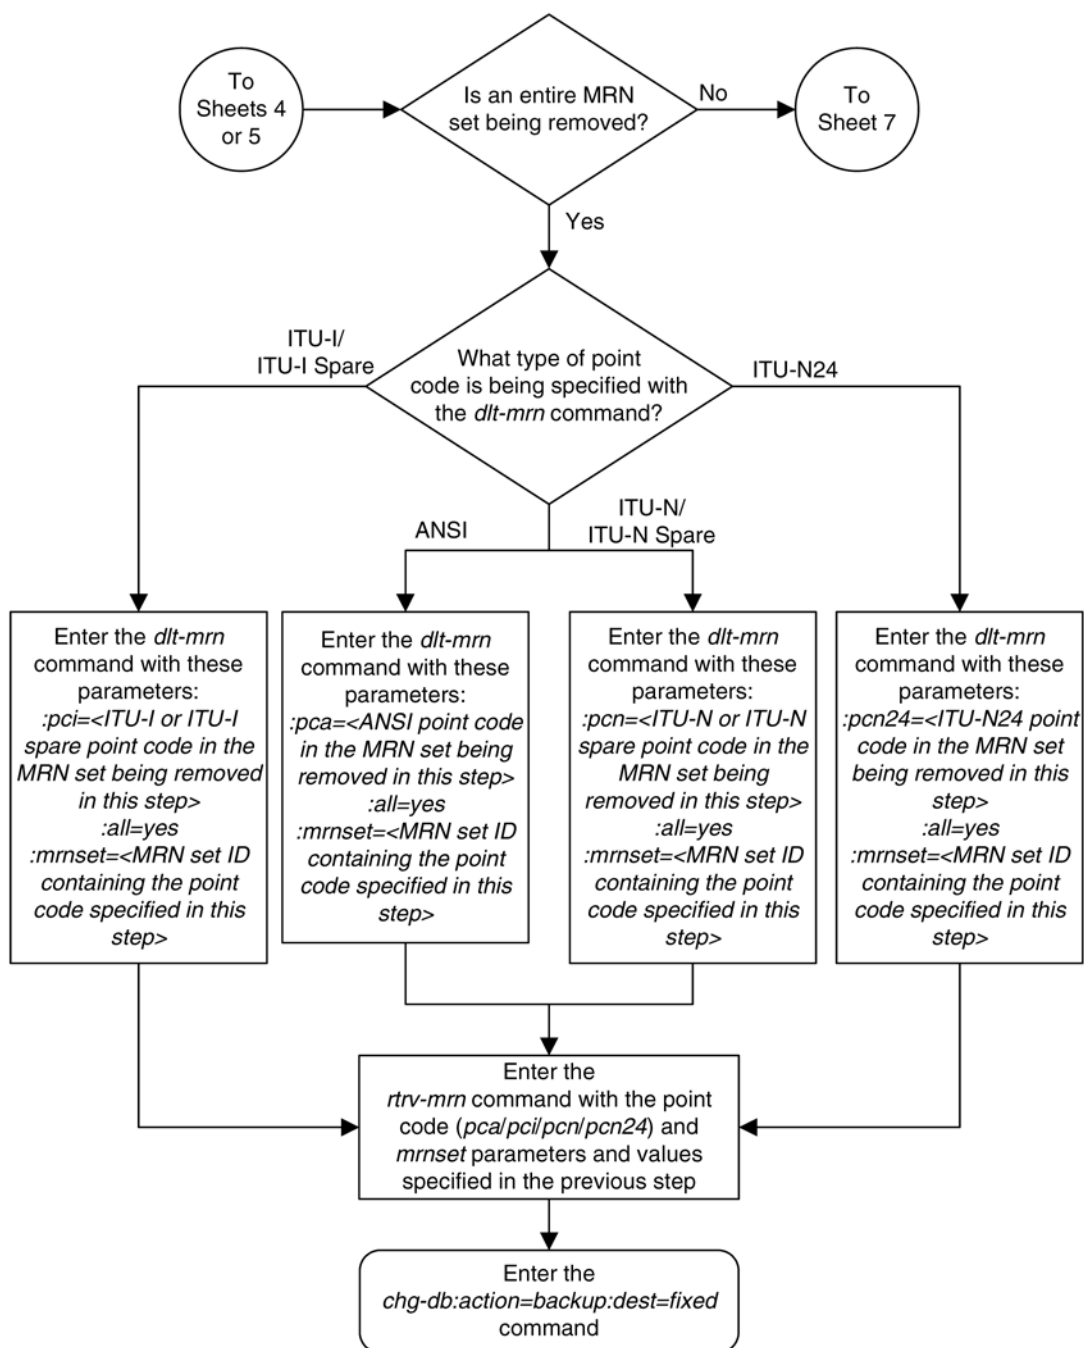 To
Sheets 4
or 5
Is an entire MRN
set being removed?
No
To
Sheet 7
Yes
ITU-I/
ITU-I Spare
What type of point
code is being specified with
the dlt-mrn command?
ITU-N24
ANSI
ITU-N/
ITU-N Spare
Enter the dlt-mrn
command with these
parameters:
:pci=<ITU-I or ITU-I
spare point code in the
MRN set being removed
in this step>
:all=yes
:mrnset=<MRN set ID
containing the point
code specified in this
step>
Enter the dlt-mrn
command with these
parameters:
:pca=<ANSI point code
in the MRN set being
removed in this step>
:all=yes
:mrnset=<MRN set ID
containing the point
code specified in this
step>
Enter the dlt-mrn
command with these
parameters:
:pcn=<ITU-N or ITU-N
spare point code in the
MRN set being
removed in this step>
:all=yes
:mrnset=<MRN set ID
containing the point
code specified in this
step>
Enter the dlt-mrn
command with these
parameters:
:pcn24=<ITU-N24 point
code in the MRN set
being removed in this
step>
:all=yes
:mrnset=<MRN set ID
containing the point
code specified in this
step>
Enter the
rtrv-mrn command with the point
code (pca/pci/pcn/pcn24) and
mrnset parameters and values
specified in the previous step
Enter the
chg-db:action=backup:dest=fixed
command